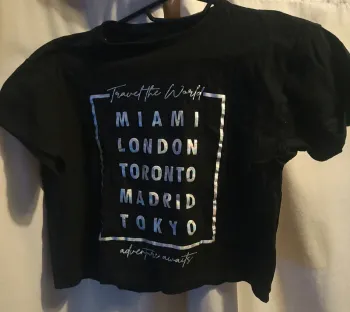 Travel the World
MIAMI
LONDON
TORONTO
MADRID
TOKYO
adventure awaits